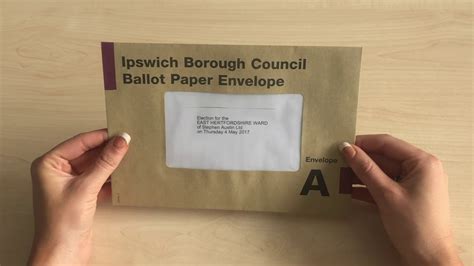 Ipswich Borough Council
Ballot Paper Envelope
Election for the
EAST HERTFORDSHIRE WARD
of Stephen Austin Ltd
on Thursday 4 May 2017
Envelope
A